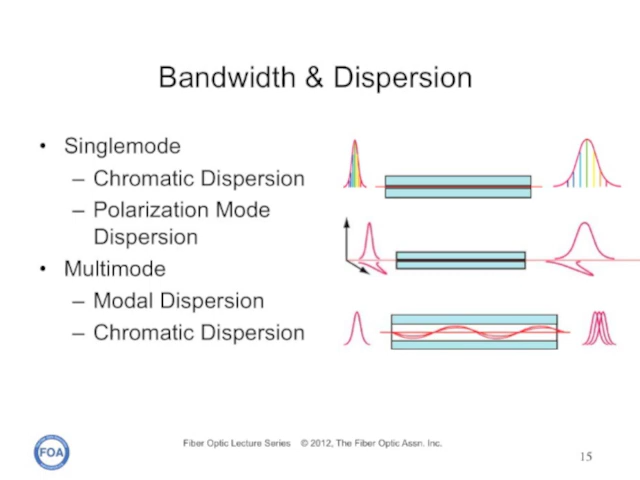 Bandwidth & Dispersion
• Singlemode
– Chromatic Dispersion
– Polarization Mode
Dispersion
• Multimode
– Modal Dispersion
– Chromatic Dispersion
FOA
Fiber Optic Lecture Series © 2012, The Fiber Optic Assn. Inc.
15